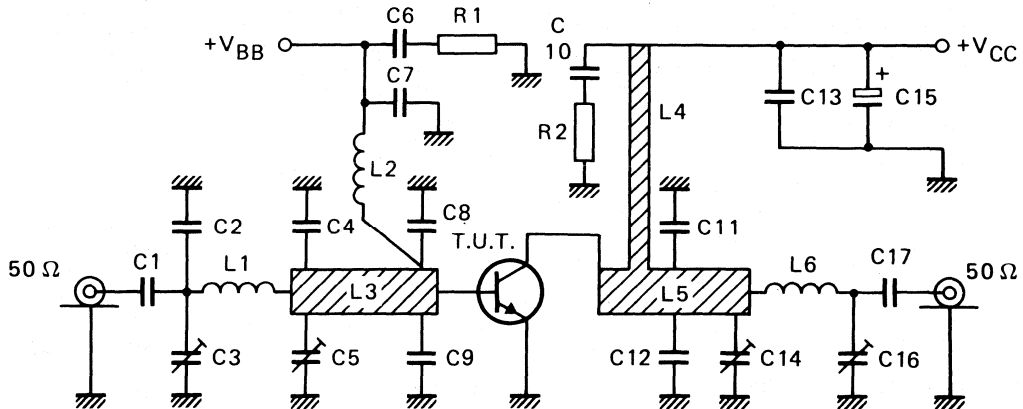 C6
R1
+VBB
C7
C
10
+VCC
C13
+
C15
R2
L4
L2
C2
C4
C8
T.U.T.
C11
50 Ω
C1
L1
L3
L5
L6
C17
50 Ω
C3
C5
C9
C12
C14
C16